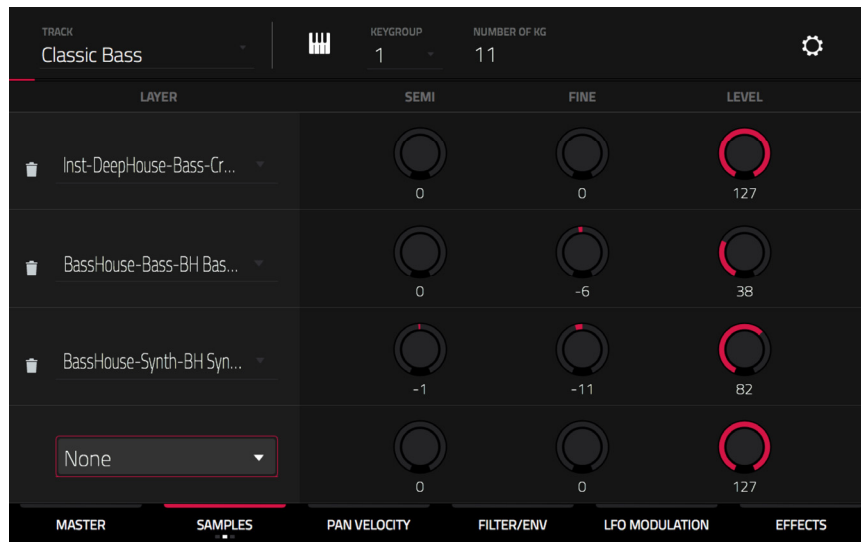 TRACK
Classic Bass
KEYGROUP
1
NUMBER OF KG
11
LAYER SEMI FINE LEVEL
Inst-DeepHouse-Bass-Cr...
0 0 127
BassHouse-Bass-BH Bas...
0 -6 38
BassHouse-Synth-BH Syn...
-1 -11 82
None
0 0 127
MASTER SAMPLES PAN VELOCITY FILTER/ENV LFO MODULATION EFFECTS